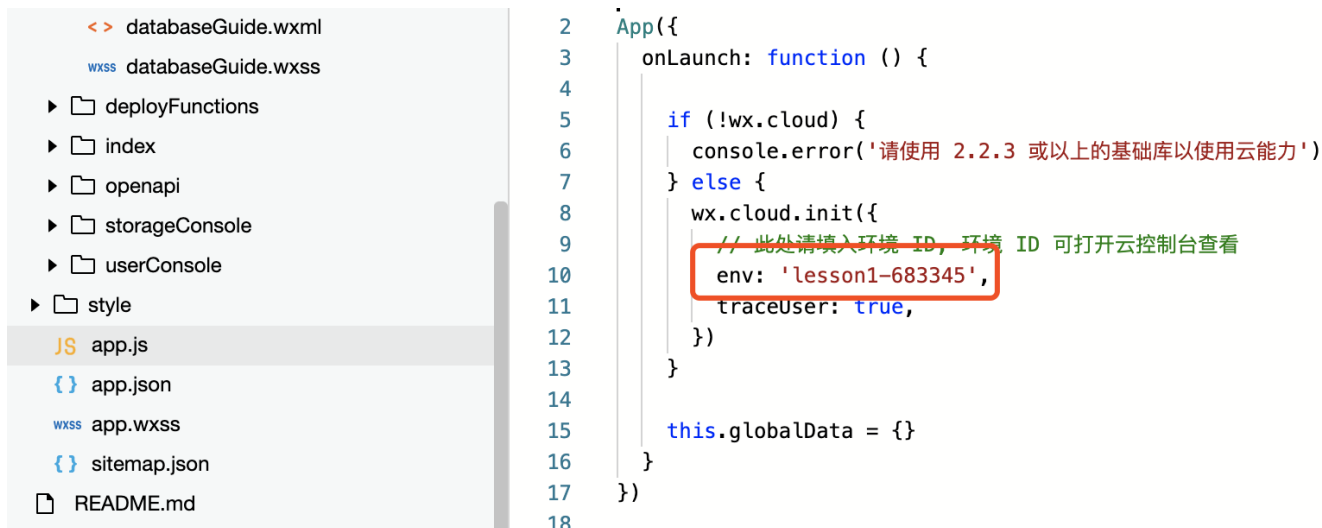 <> databaseGuide.wxml
wxss databaseGuide.wxss
deployFunctions
index
openapi
storageConsole
userConsole
style
JS app.js
{ } app.json
wxss app.wxss
{ } sitemap.json
README.md
2 App({
3 onLaunch: function () {
4
5 if (!wx.cloud) {
6 console.error('请使用 2.2.3 或以上的基础库以使用云能力')
7 } else {
8 wx.cloud.init({
9 // 此处请填入环境 ID, 环境 ID 可打开云控制台查看
10 env: 'lesson1-683345',
11 traceUser: true,
12 })
13 }
14
15 this.globalData = {}
16 }
17 })
18